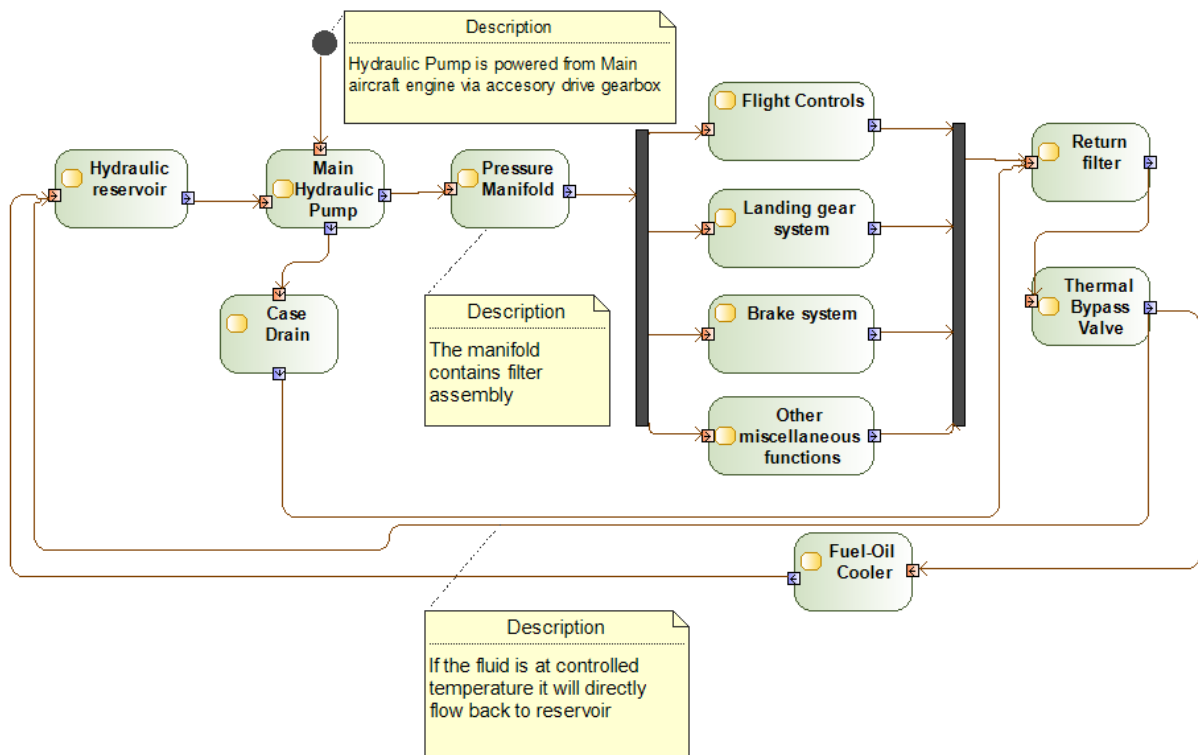 Description
Hydraulic Pump is powered from Main
aircraft engine via accesory drive gearbox
Hydraulic
reservoir
Main
Hydraulic
Pump
Pressure
Manifold
Flight Controls
Return
filter
Landing gear
system
Case
Drain
Description
The manifold
contains filter
assembly
Brake system
Thermal
Bypass
Valve
Other
miscellaneous
functions
Fuel-Oil
Cooler
Description
If the fluid is at controlled
temperature it will directly
flow back to reservoir